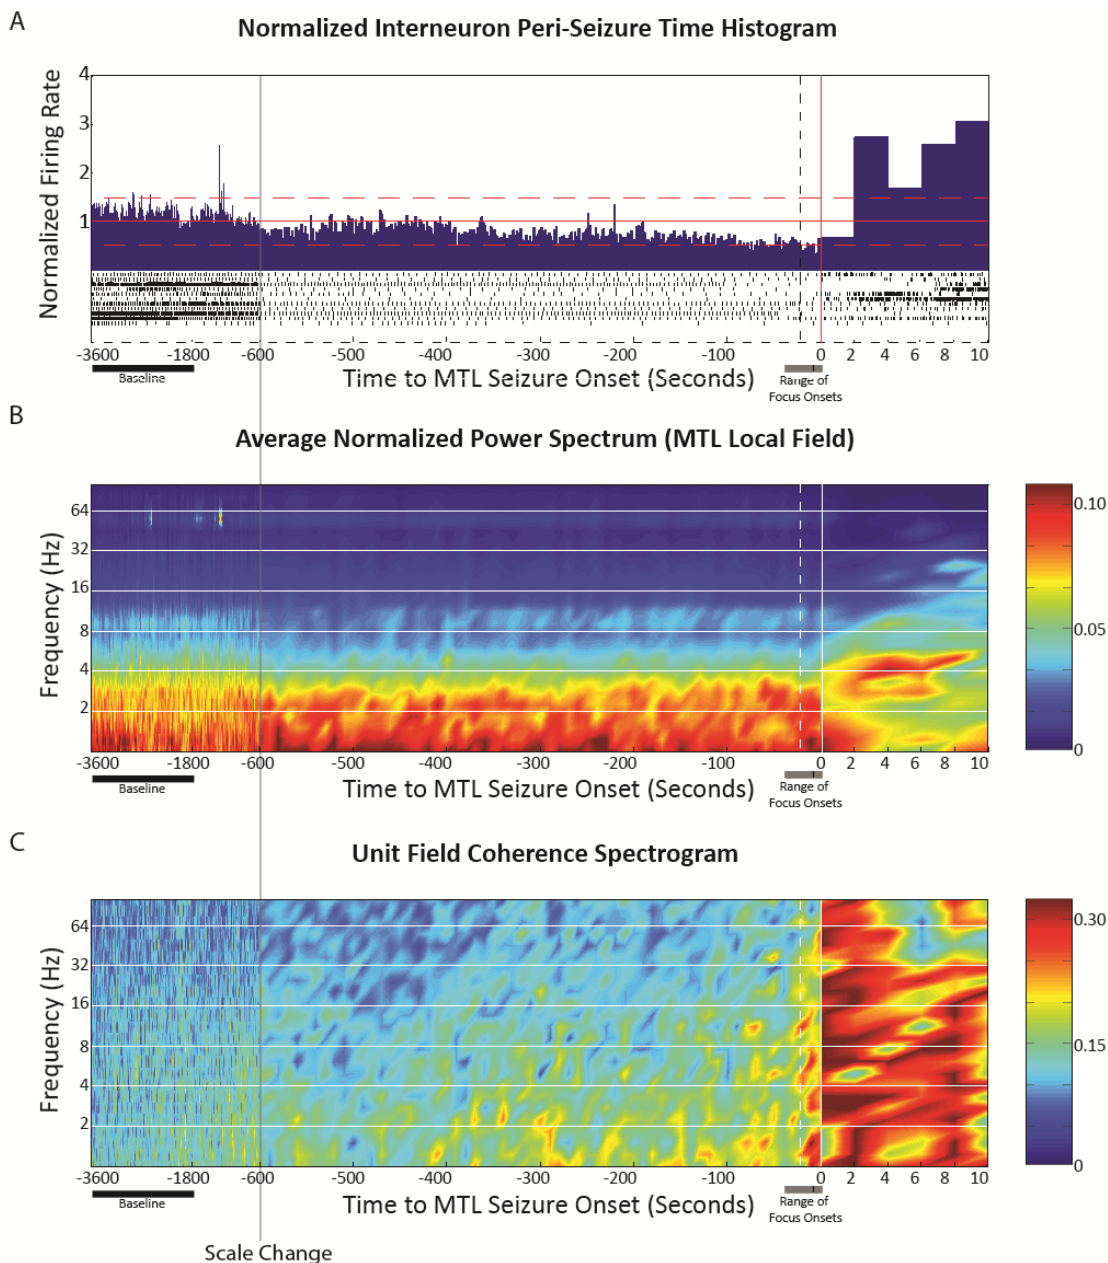 A
Normalized Interneuron Peri-Seizure Time Histogram
Normalized Firing Rate
4
3
2
1
-3600 -1800 -600 -500 -400 -300 -200 -100 0 2 4 6 8 10
Baseline
Time to MTL Seizure Onset (Seconds)
Range of
Focus Onsets
B
Average Normalized Power Spectrum (MTL Local Field)
Frequency (Hz)
64
32
16
8
4
2
0.10
0.05
0
-3600 -1800 -600 -500 -400 -300 -200 -100 0 2 4 6 8 10
Baseline
Time to MTL Seizure Onset (Seconds)
Range of
Focus Onsets
C
Unit Field Coherence Spectrogram
Frequency (Hz)
64
32
16
8
4
2
0.30
0.15
0
-3600 -1800 -600 -500 -400 -300 -200 -100 0 2 4 6 8 10
Baseline
Time to MTL Seizure Onset (Seconds)
Range of
Focus Onsets
Scale Change